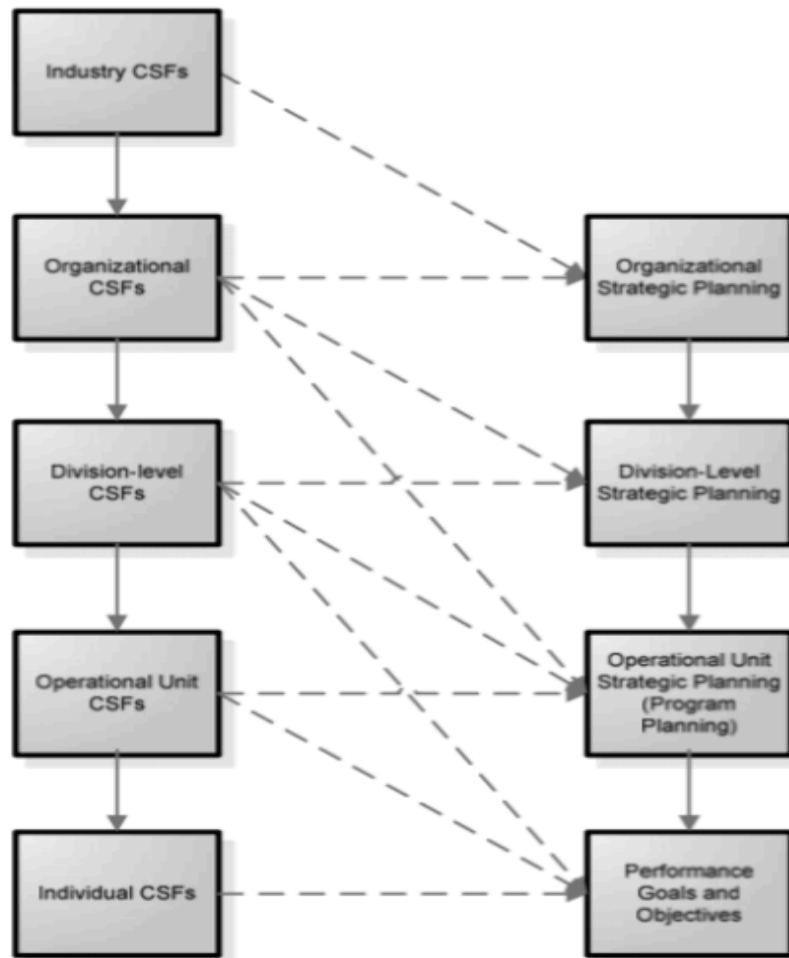 Industry CSFs
Organizational
CSFs
Organizational
Strategic Planning
Division-level
CSFs
Division-Level
Strategic Planning
Operational Unit
CSFs
Operational Unit
Strategic Planning
(Program
Planning)
Individual CSFs
Performance
Goals and
Objectives